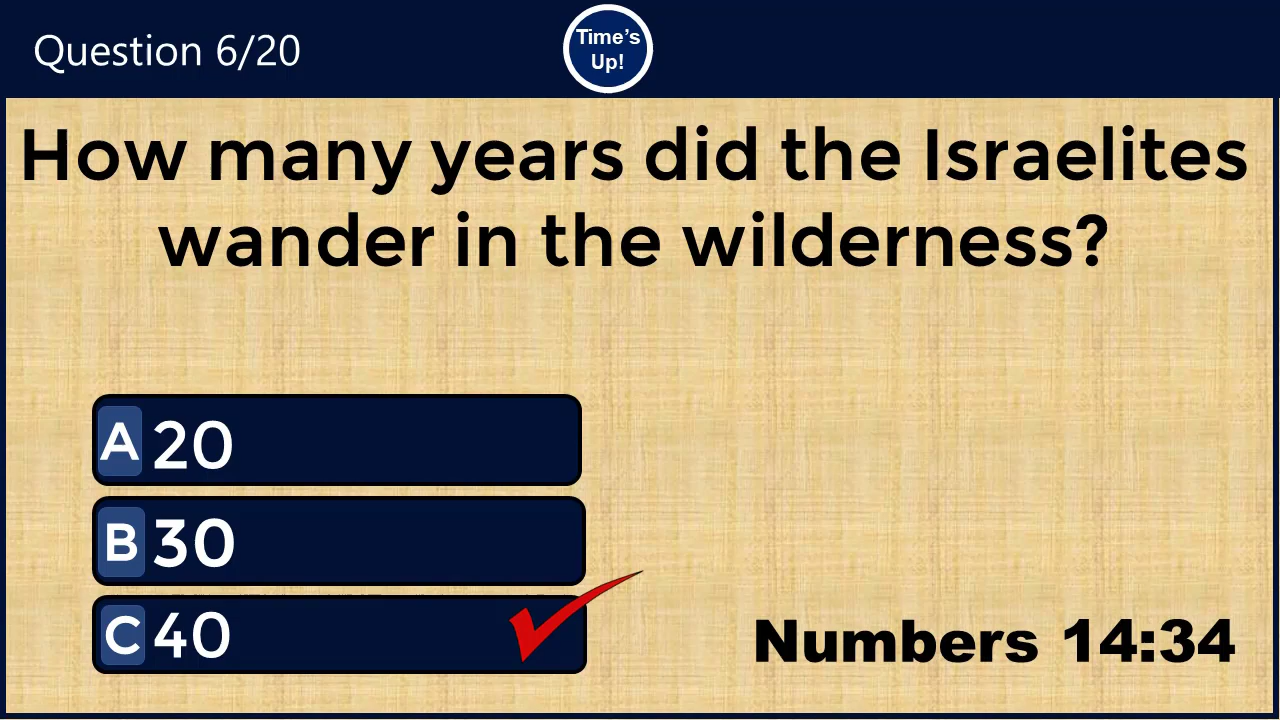 Question 6/20
Time's
Up!
How many years did the Israelites
wander in the wilderness?
A 20
B 30
C 40
Numbers 14:34